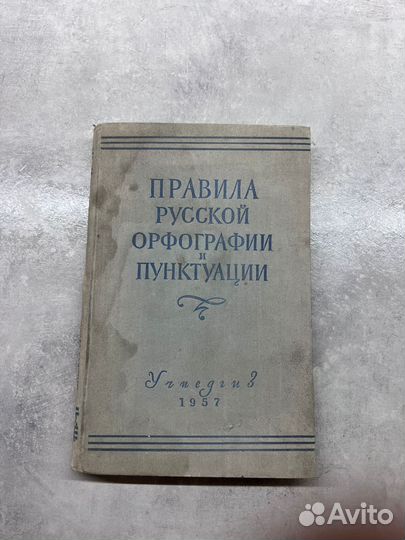 ПРАВИЛА
РУССКОЙ
ОРФОГРАФИИ
И
ПУНКТУАЦИИ
Учпедгиз
1957
Avito